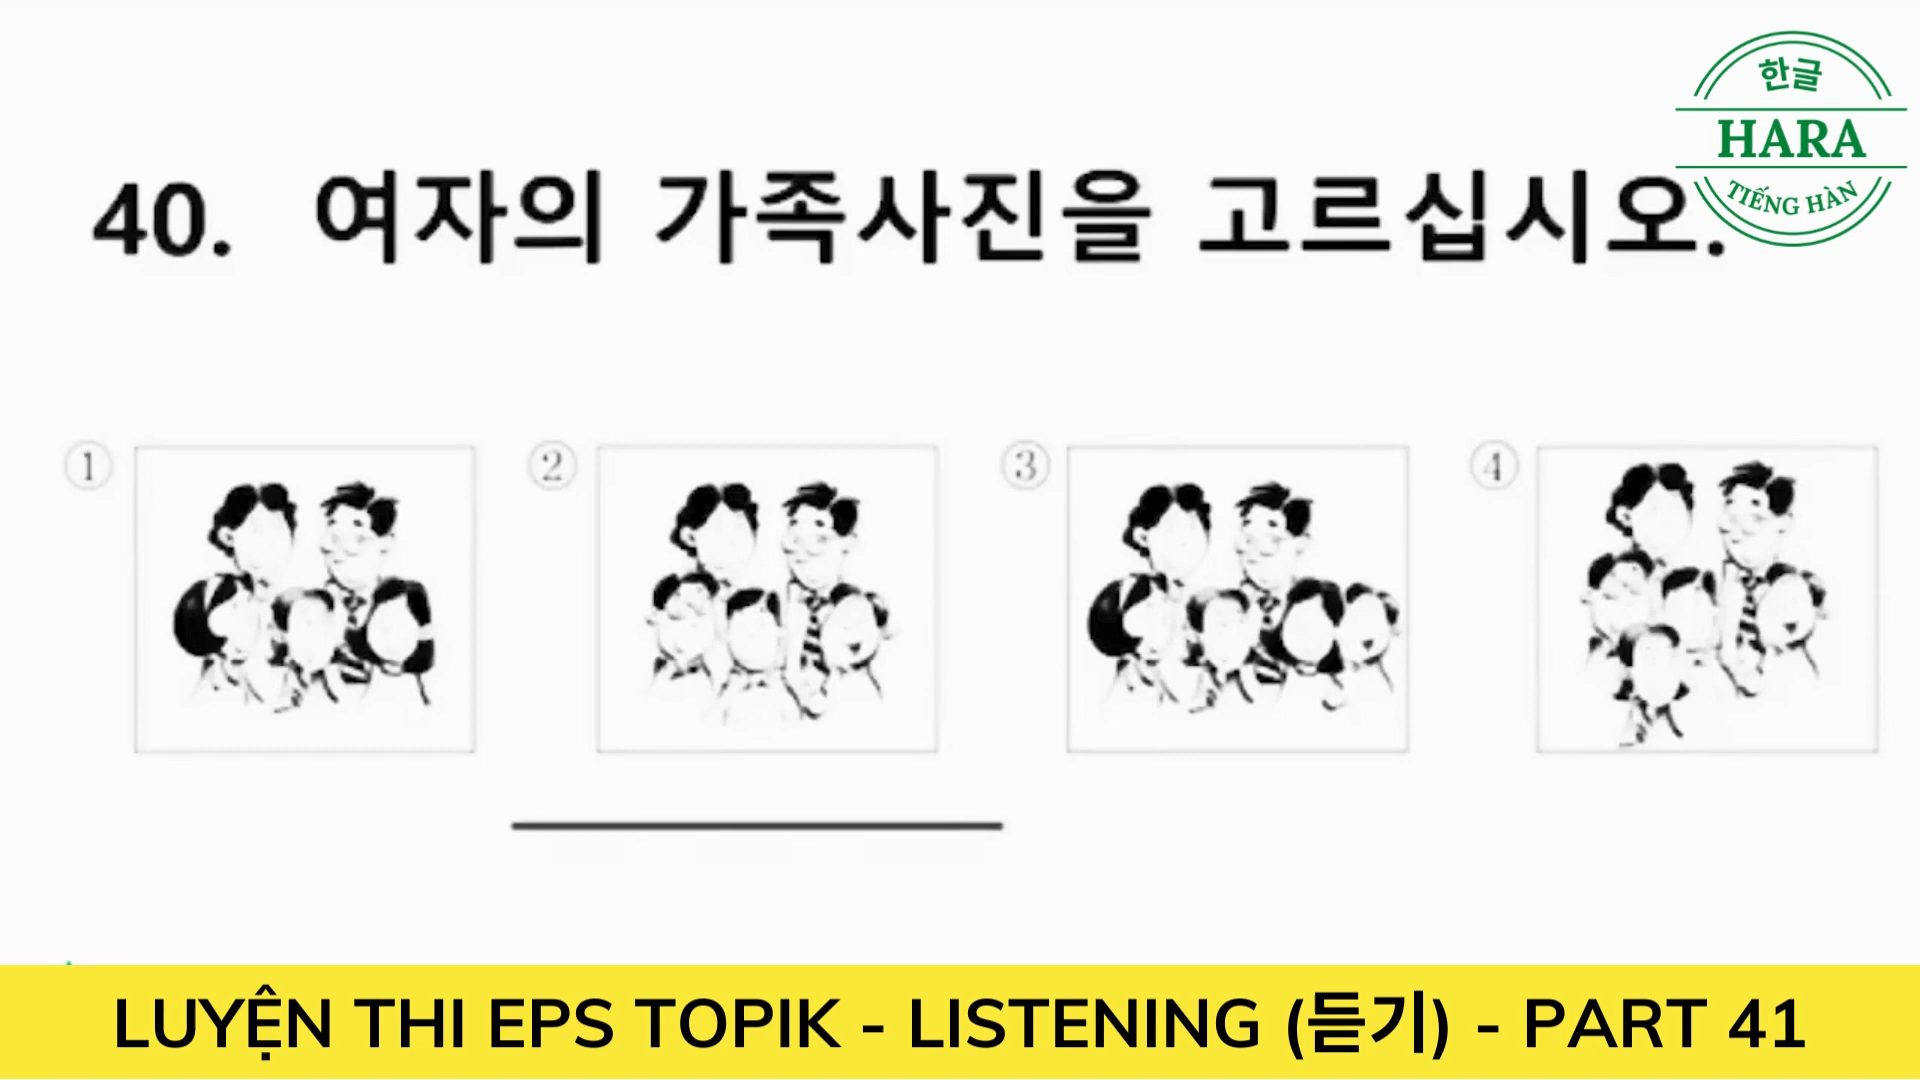 한글
HARA
TIẾNG HÀN
40. 여자의 가족사진을 고르십시오.
① ② ③ ④
LUYỆN THI EPS TOPIK - LISTENING (듣기) - PART 41